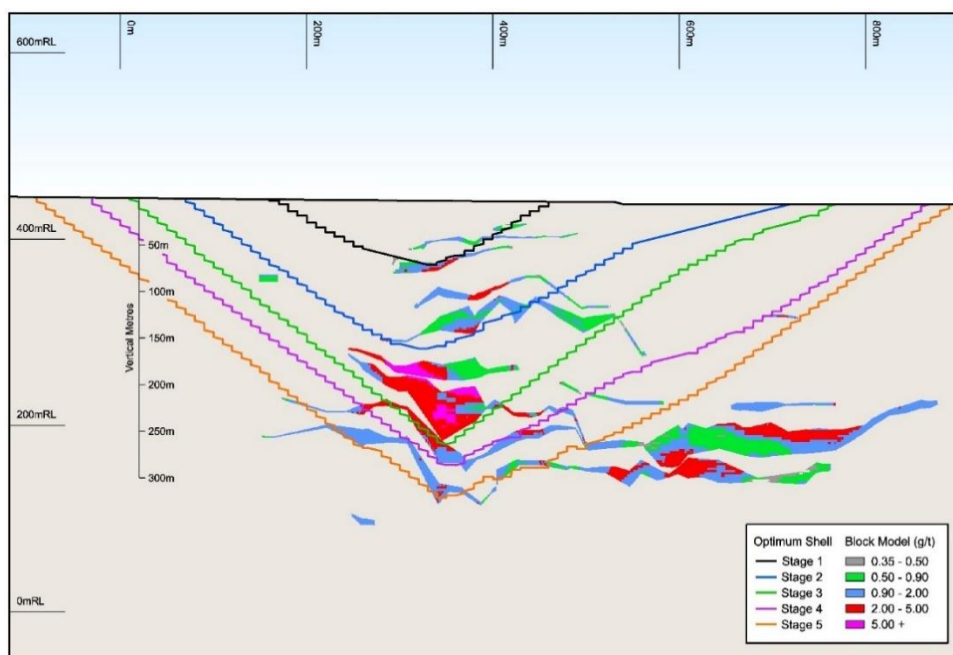 0m
200m
400m
600m
800m
600mRL
400mRL
200mRL
0mRL
Vertical Metres
50m
100m
150m
200m
250m
300m
Optimum Shell
Stage 1
Stage 2
Stage 3
Stage 4
Stage 5
Block Model (g/t)
0.35 - 0.50
0.50 - 0.90
0.90 - 2.00
2.00 - 5.00
5.00 +